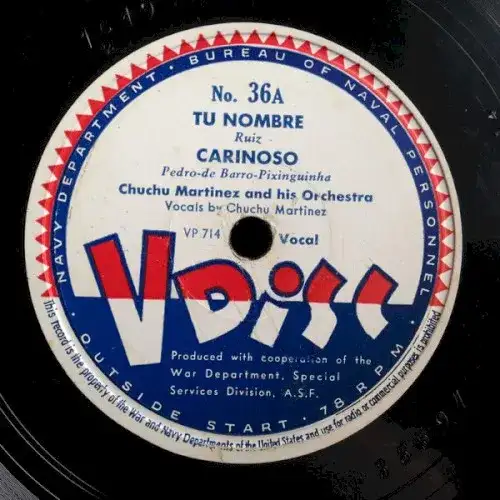 NAVY DEPARTMENT · BUREAU OF NAVAL PERSONNEL
No. 36A
TU NOMBRE
Ruiz -
CARINOSO
Pedro-de Barro-Pixinguinha
Chuchu Martinez and his Orchestra
Vocals by Chuchu Martinez
VP 714 Vocal
V Disc
Produced with cooperation of the
War Department, Special
Services Division, A.S.F.
· OUTSIDE START · 78 RPM ·
This record is the property of the War and Navy Departments of the United States and use for radio or commercial purposes is prohibited